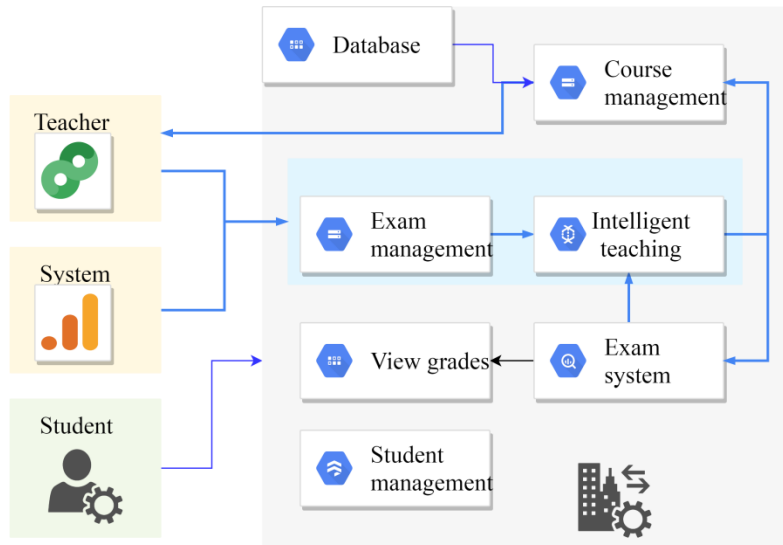 Database
Course
management
Teacher
Exam
management
Intelligent
teaching
System
View grades
Exam
system
Student
Student
management